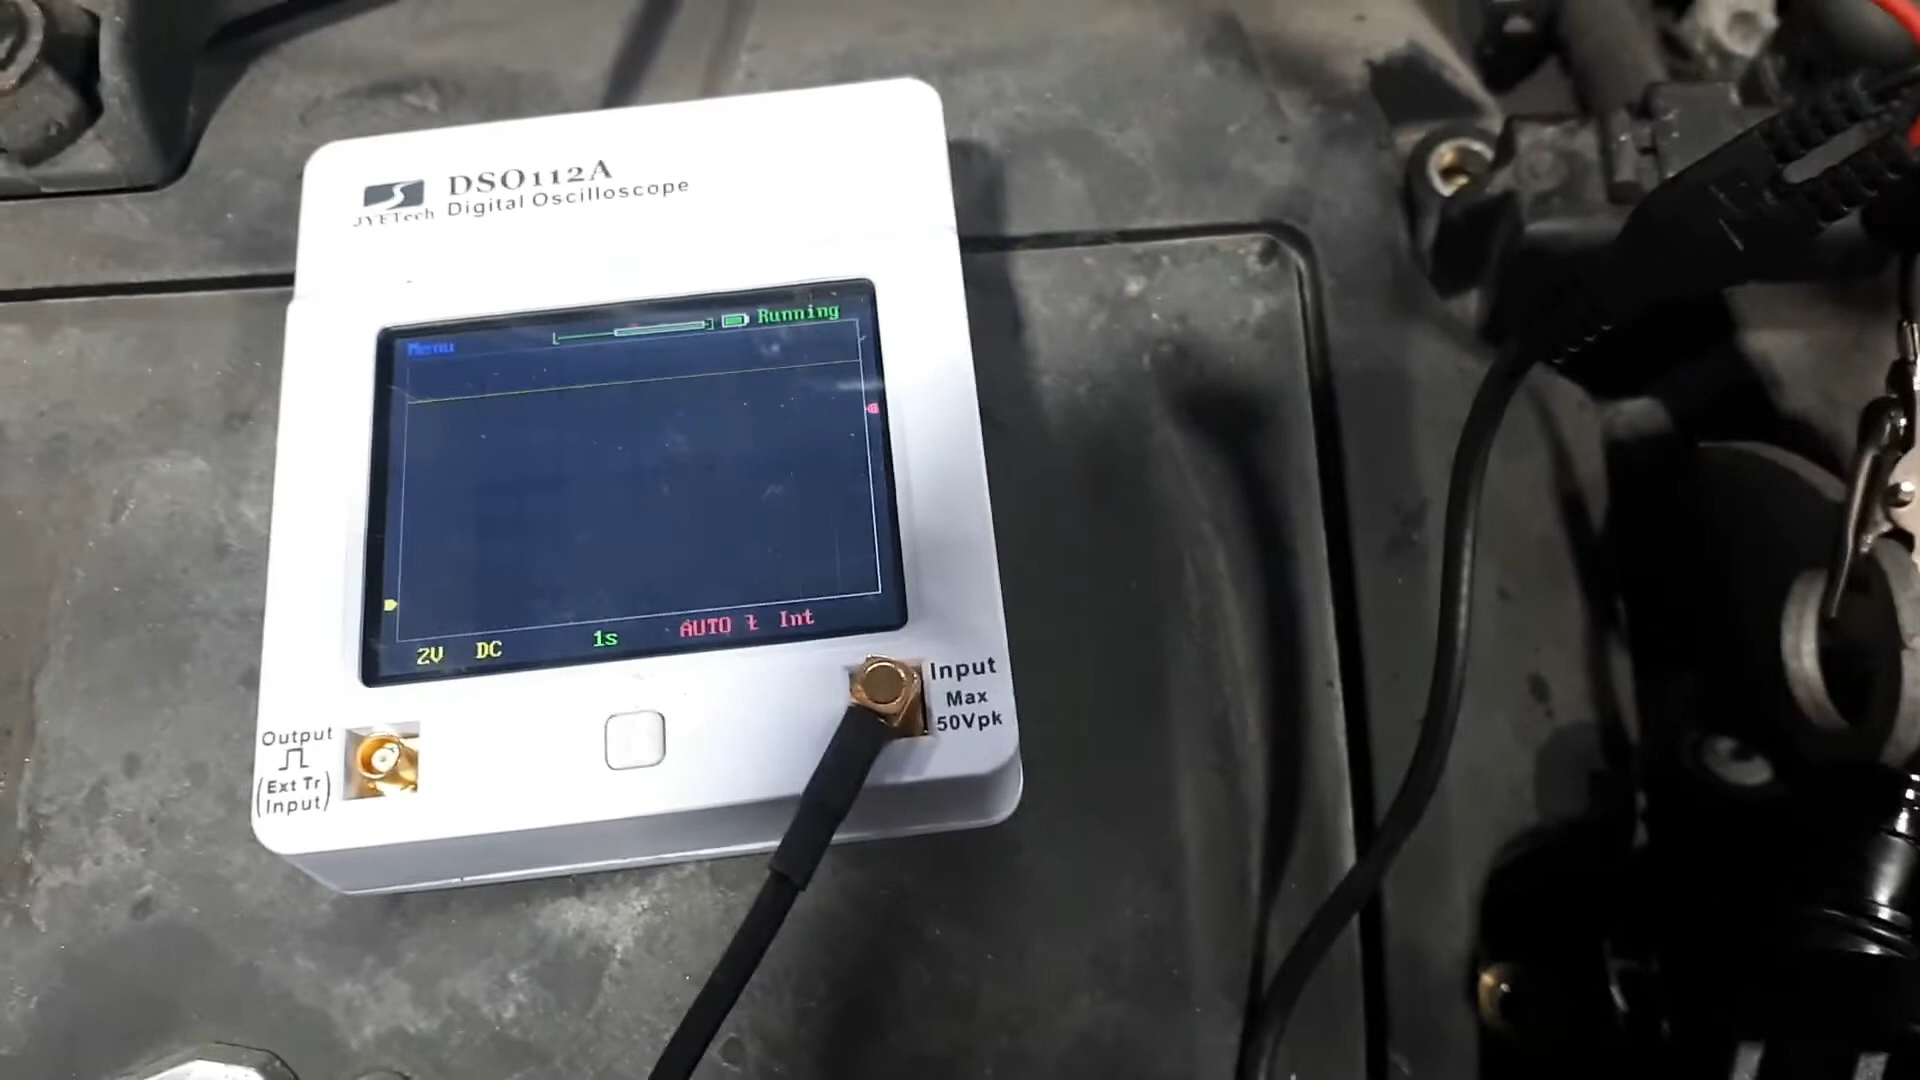 JYETech
DSO112A
Digital Oscilloscope
Running
Menu
2V DC 1s AUTO Int
Output
(Ext Tr
Input)
Input
Max
50Vpk